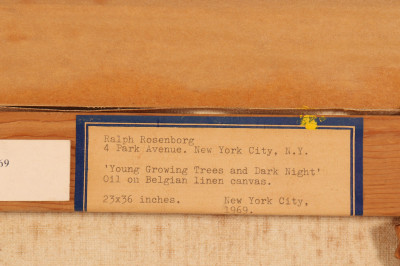 Ralph Rosenborg
4 Park Avenue. New York City, N.Y.
'Young Growing Trees and Dark Night'
Oil on Belgian linen canvas.
23x36 inches. New York City,
1969.
69